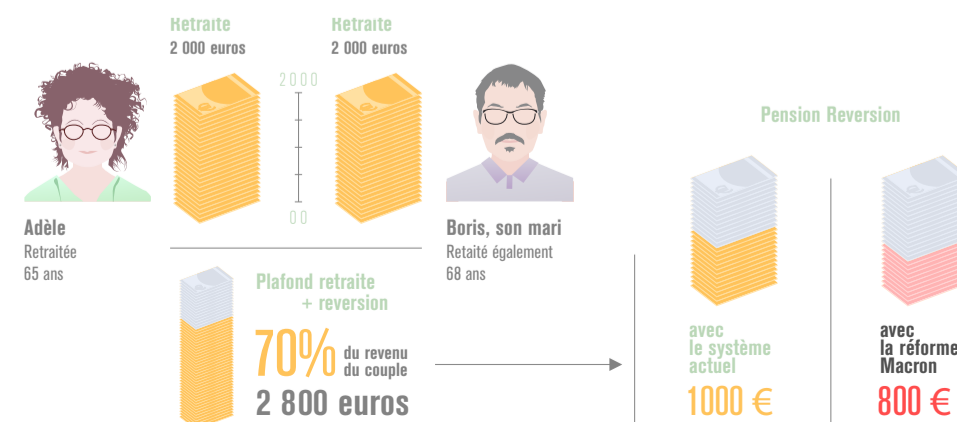 Retraite
2 000 euros
Retraite
2 000 euros
2000
00
Adèle
Retraitée
65 ans
Boris, son mari
Retaité également
68 ans
Plafond retraite
+ reversion
70% du revenu
du couple
2 800 euros
Pension Reversion
avec
le système
actuel
1000 €
avec
la réforme
Macron
800 €